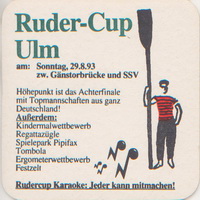 Ruder-Cup
Ulm
am: Sonntag, 29.8.93
zw. Gänstorbrücke und SSV
Höhepunkt ist das Achterfinale
mit Topmannschaften aus ganz
Deutschland!
Außerdem:
Kindermalwettbewerb
Regattazügle
Spielepark Pipifax
Tombola
Ergometerwettbewerb
Festzelt
Rudercup Karaoke: Jeder kann mitmachen!